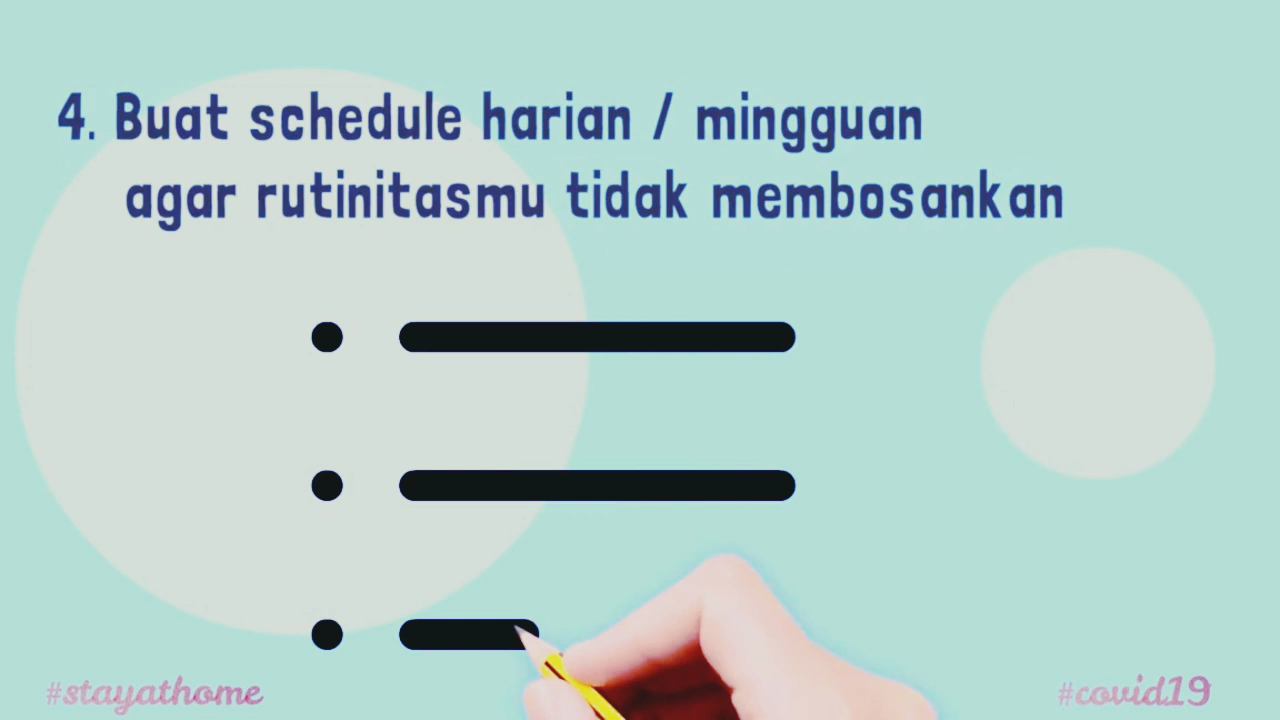 4. Buat schedule harian / mingguan
agar rutinitasmu tidak membosankan
#stayathome
#covid19